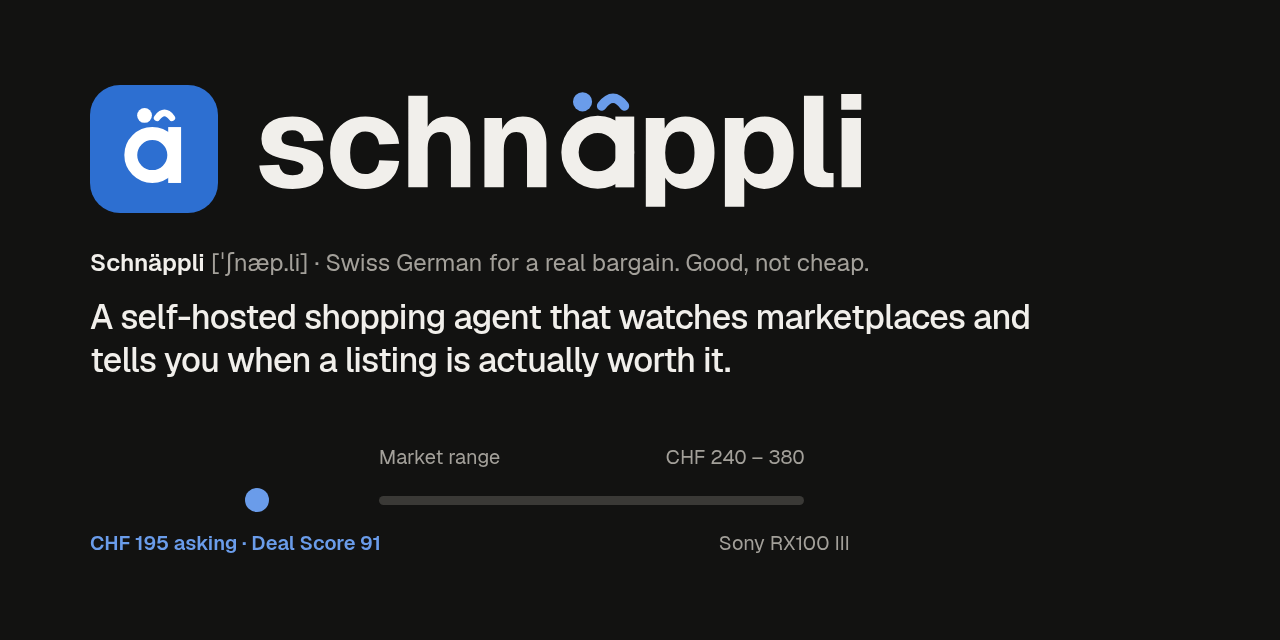 ä schnäppli
Schnäppli [ˈʃnæp.li] · Swiss German for a real bargain. Good, not cheap.
A self-hosted shopping agent that watches marketplaces and
tells you when a listing is actually worth it.
Market range CHF 240 – 380
CHF 195 asking · Deal Score 91 Sony RX100 III